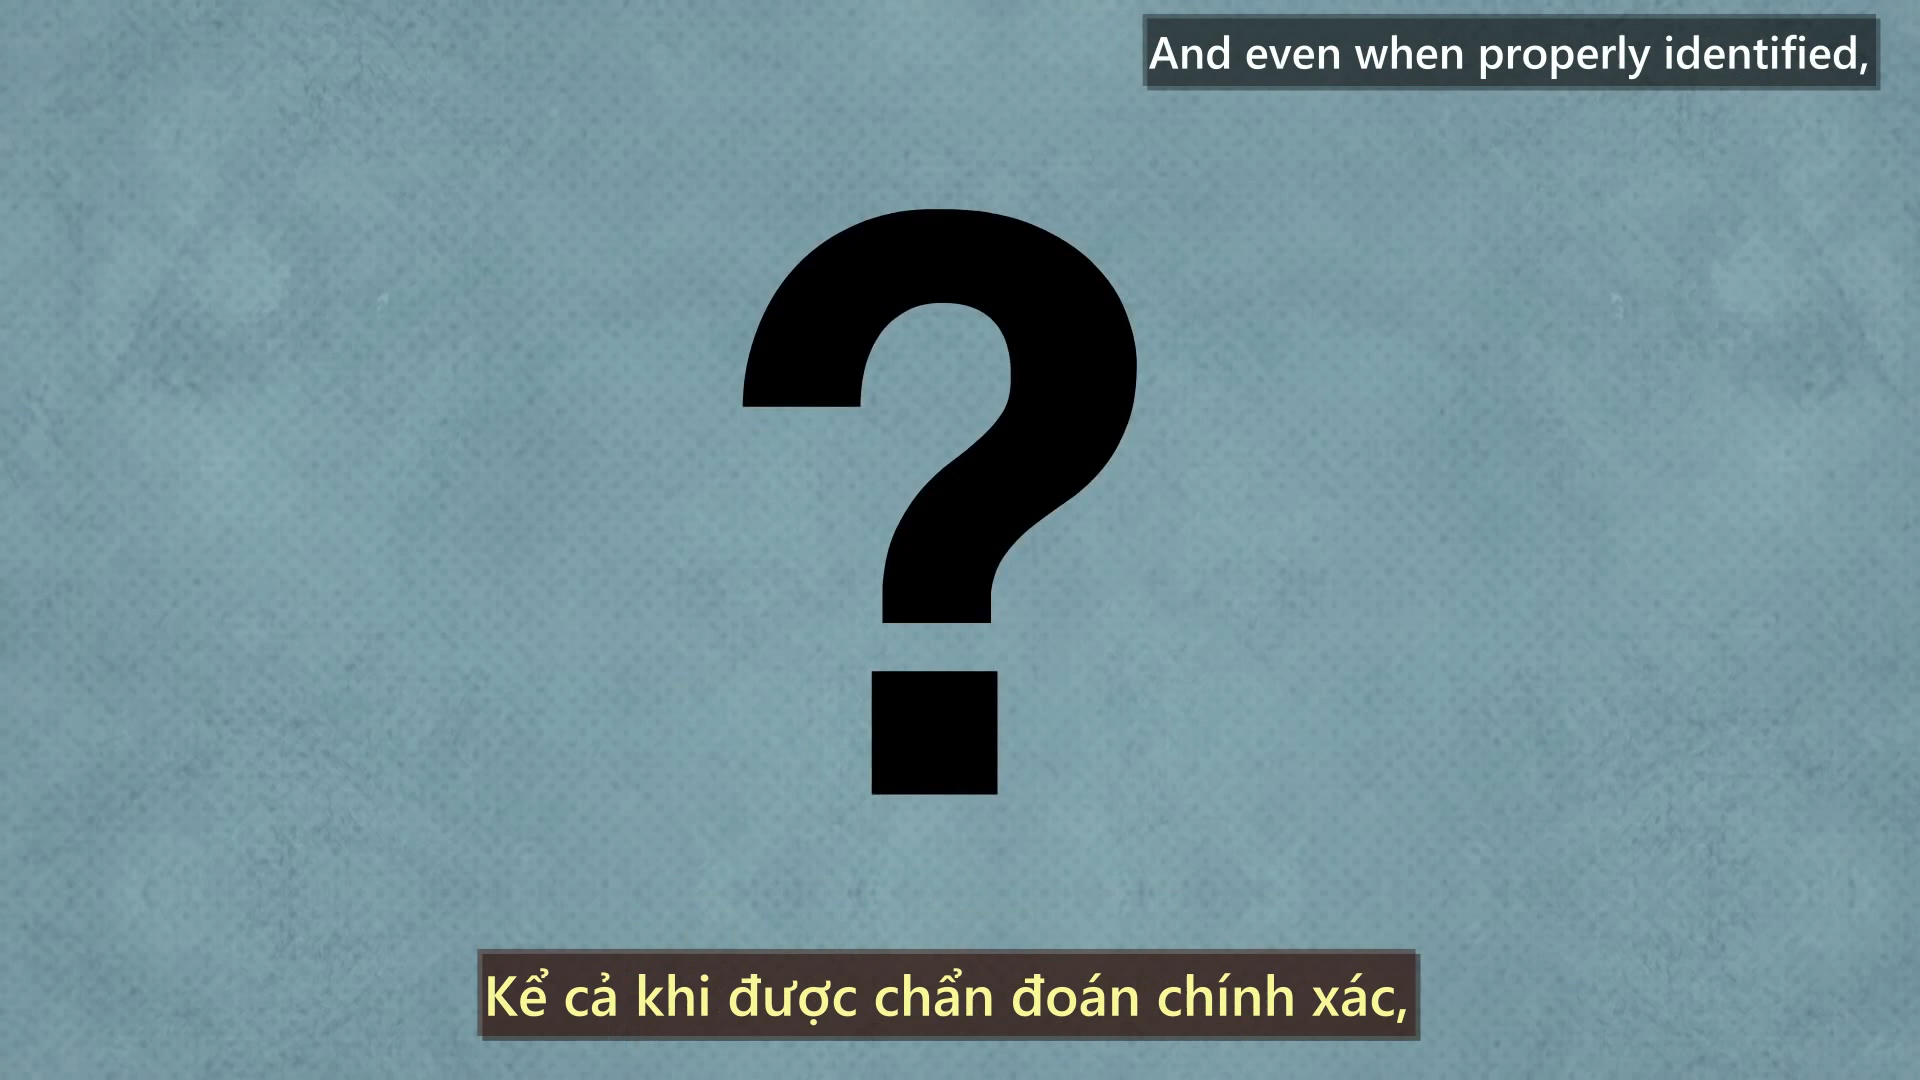 And even when properly identified,
?
Kể cả khi được chẩn đoán chính xác,